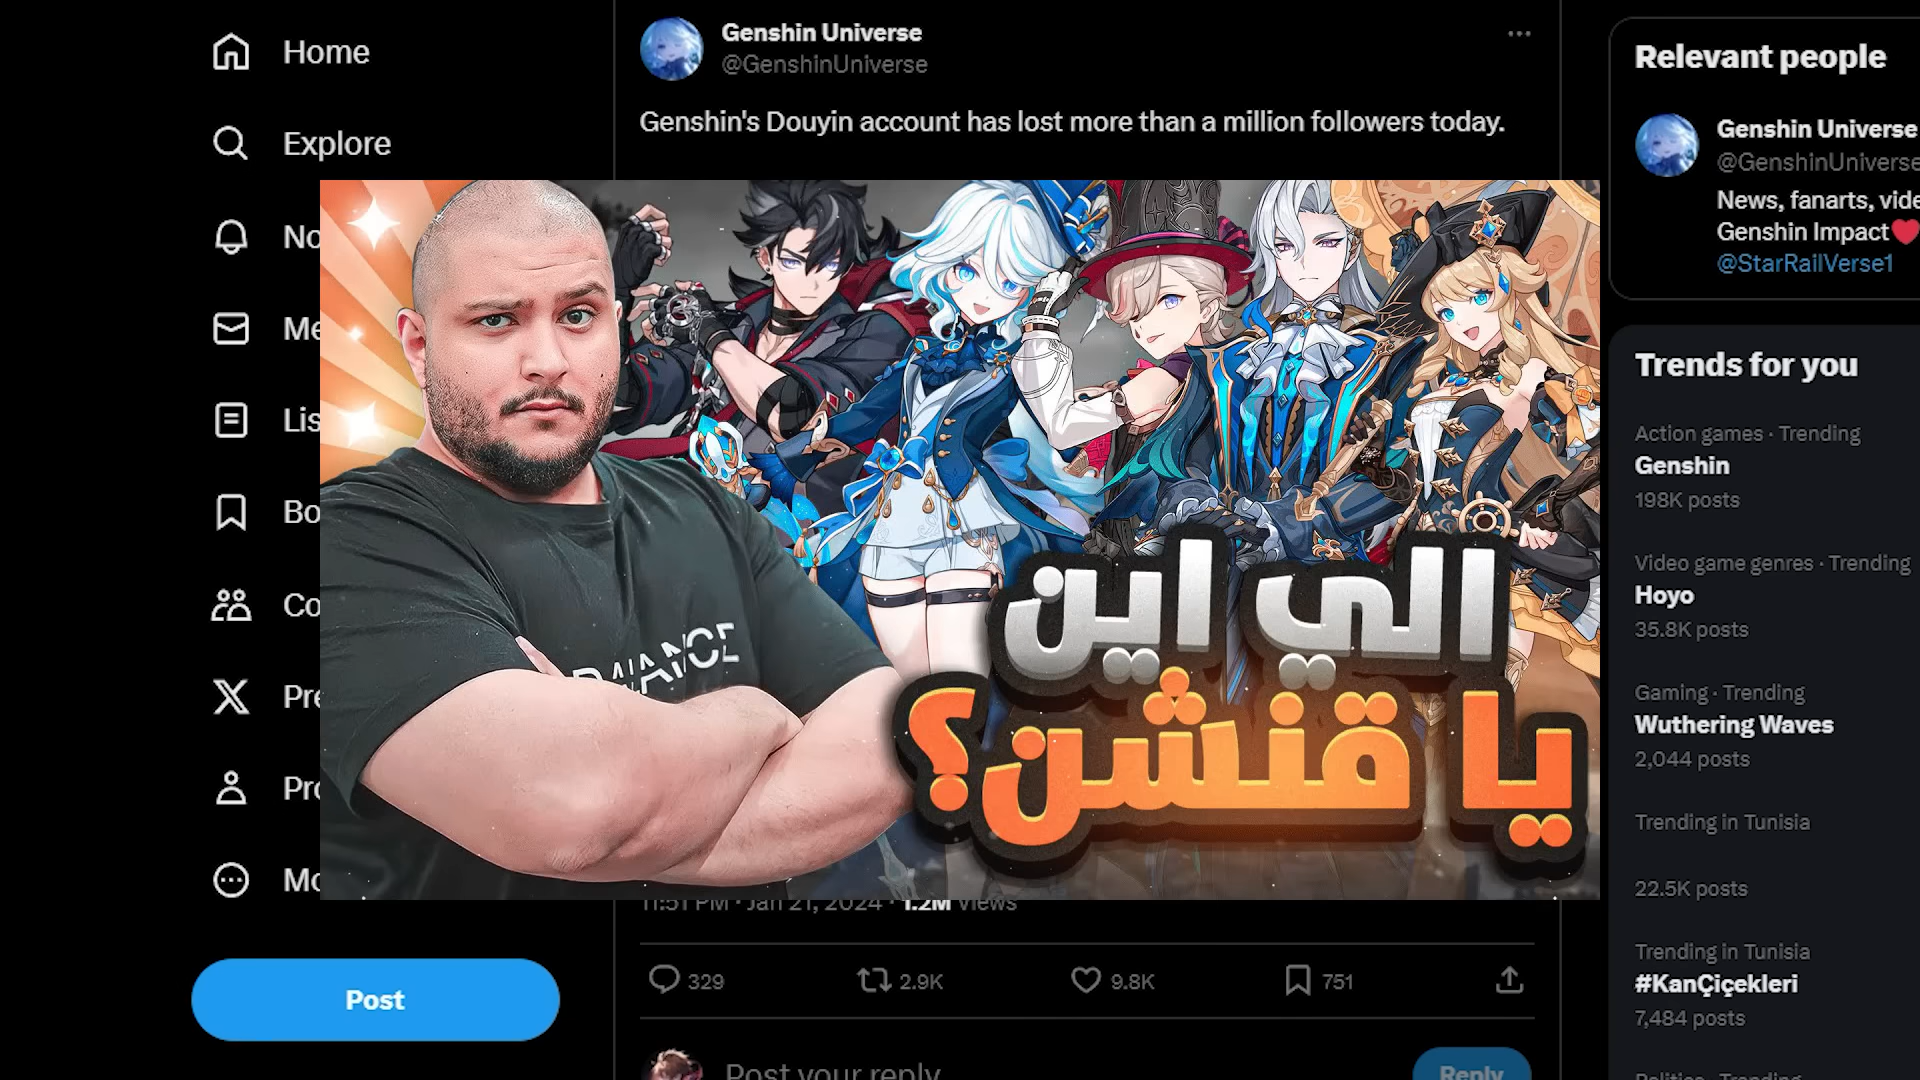 Home
Explore
No
Me
Lis
Bo
Co
Pre
Pro
Mo
Post
Genshin Universe
@GenshinUniverse
Genshin's Douyin account has lost more than a million followers today.
الي اين
يا قنشن؟
11:51 PM · Jan 21, 2024 · 1.2M Views
329
2.9K
9.8K
751
Post your reply
Reply
Relevant people
Genshin Universe
@GenshinUniverse
News, fanarts, vide
Genshin Impact
@StarRailVerse1
Trends for you
Action games · Trending
Genshin
198K posts
Video game genres · Trending
Hoyo
35.8K posts
Gaming · Trending
Wuthering Waves
2,044 posts
Trending in Tunisia
22.5K posts
Trending in Tunisia
#KanÇiçekleri
7,484 posts
Politics · Trending